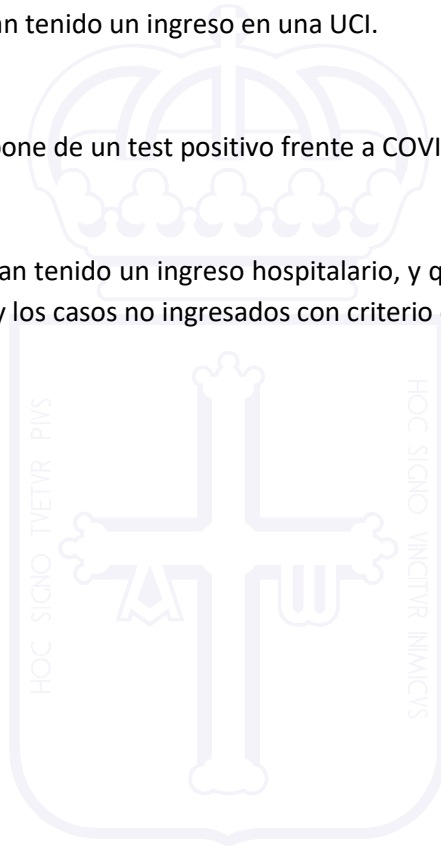 an tenido un ingreso en una UCI.
pone de un test positivo frente a COVI
an tenido un ingreso hospitalario, y q
y los casos no ingresados con criterio
HOC SIGNO TVETVR PIVS
HOC SIGNO VINCITVR INIMICVS